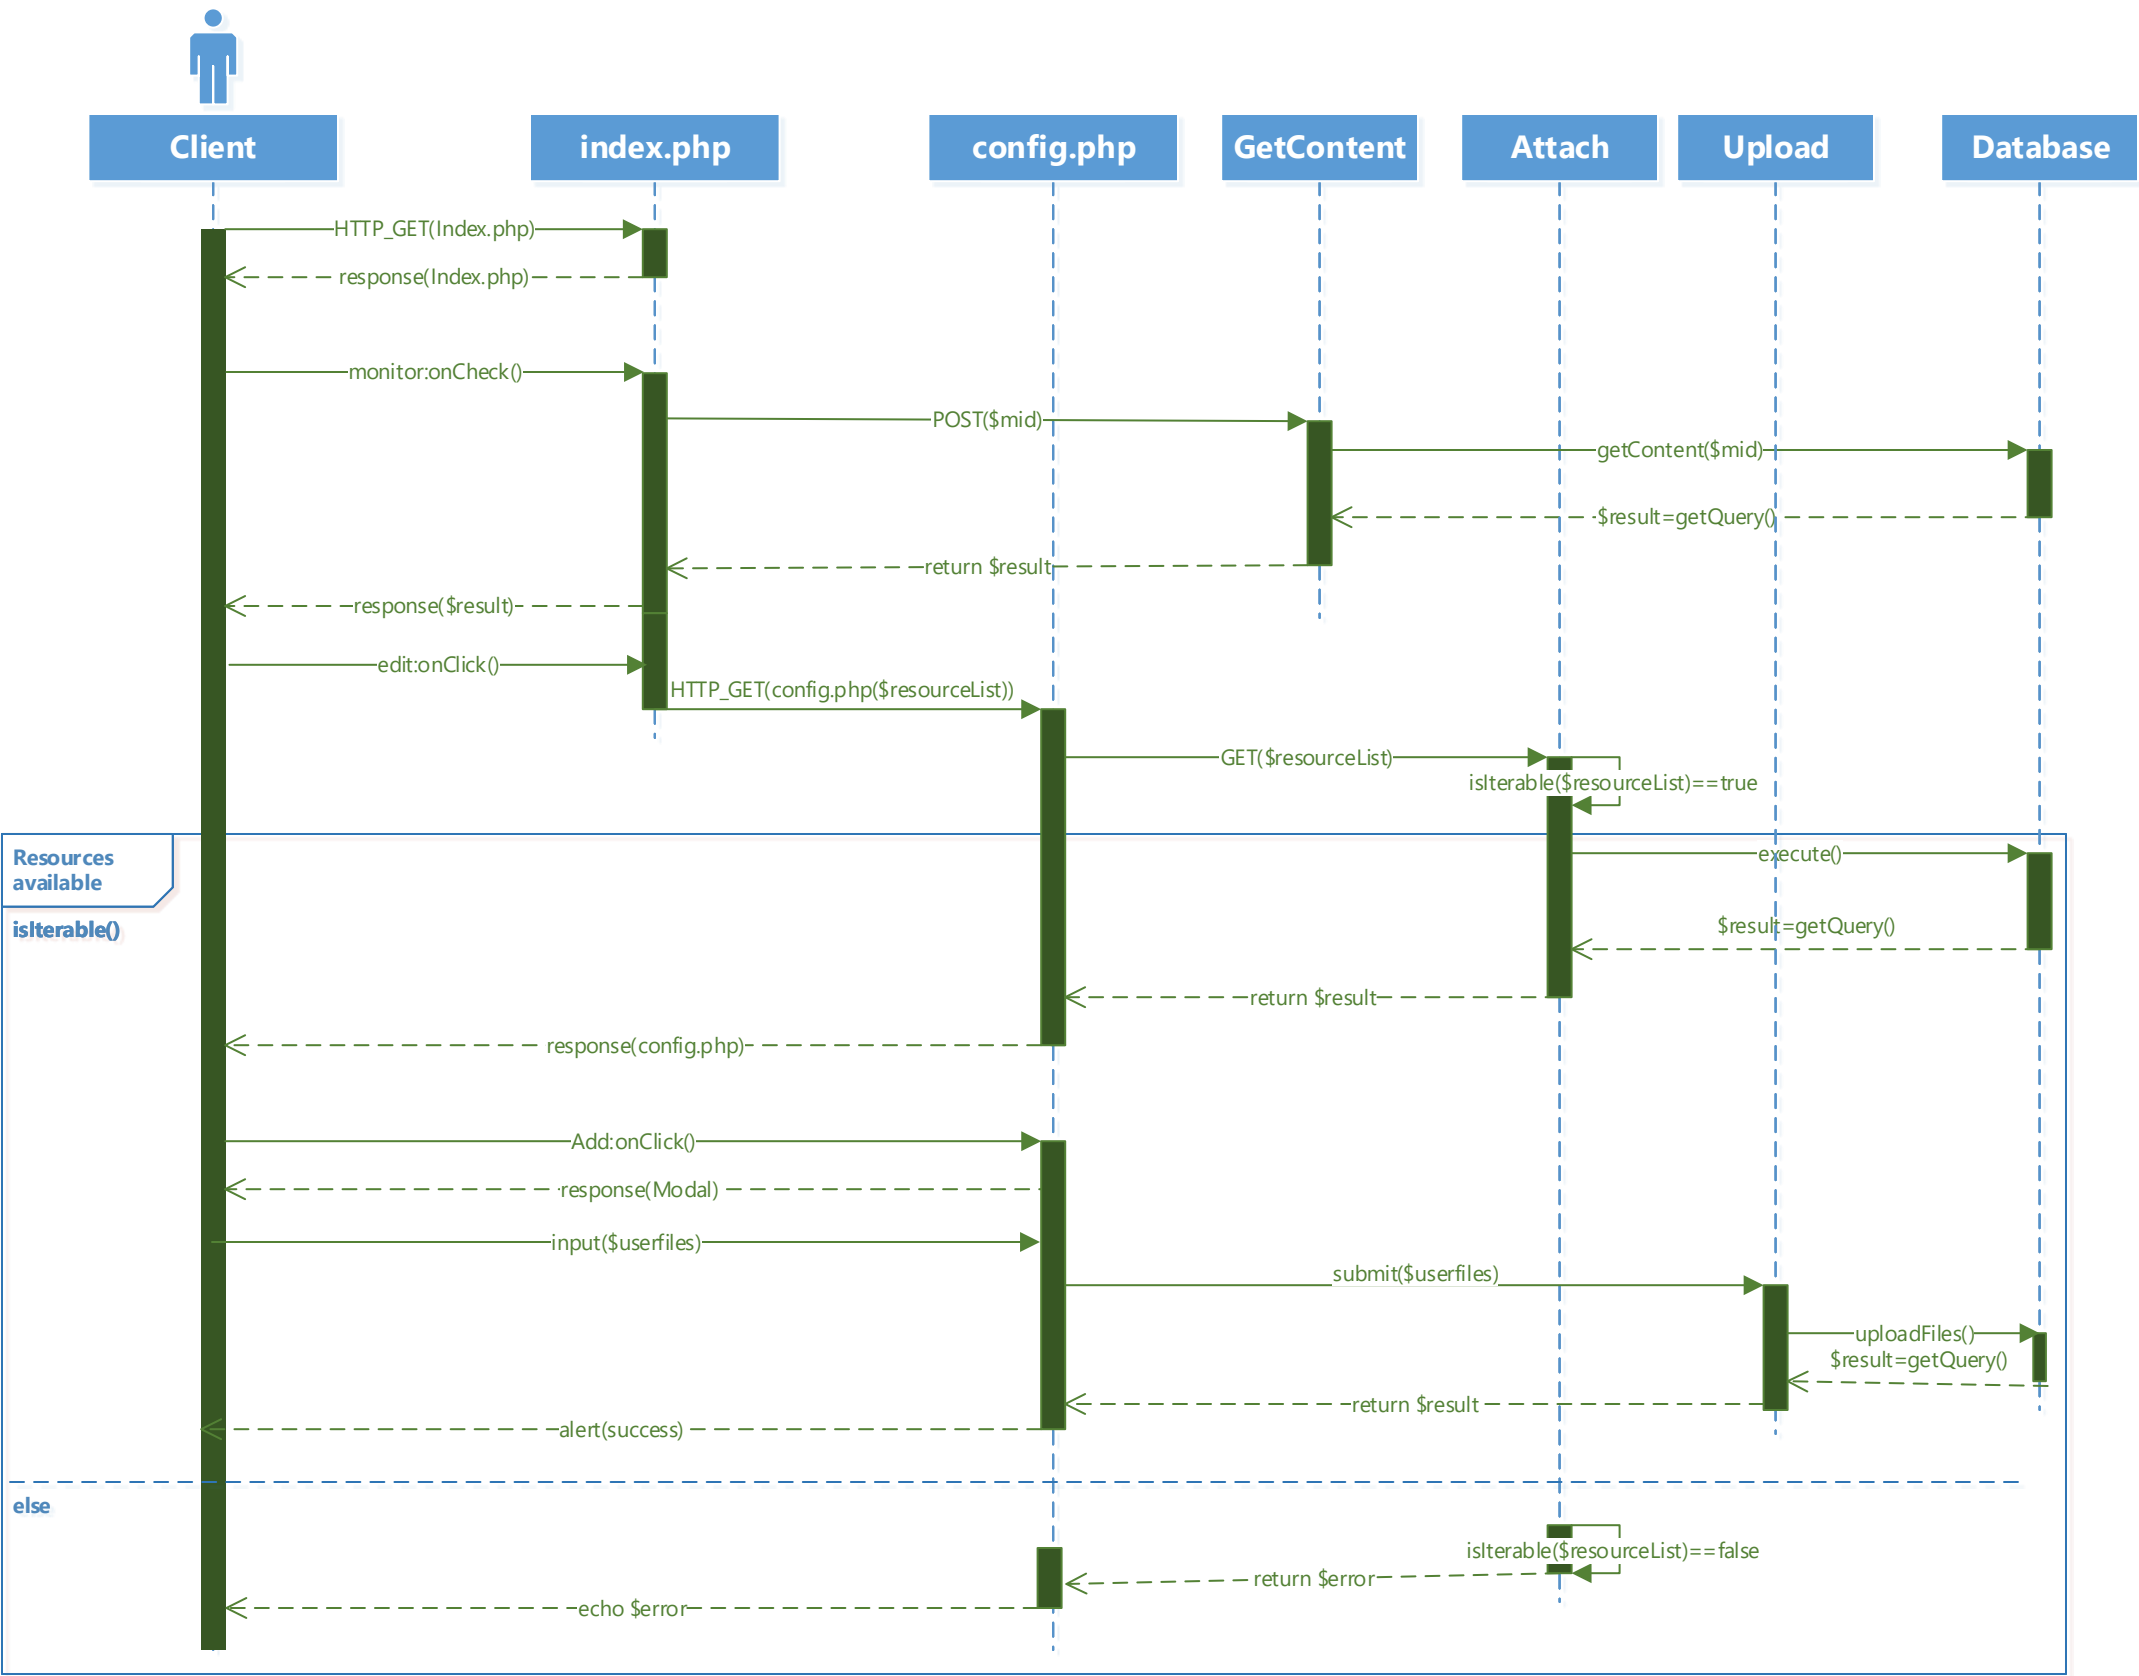 Client
index.php
config.php
GetContent
Attach
Upload
Database
HTTP_GET(Index.php)
response(Index.php)
monitor:onCheck()
POST($mid)
getContent($mid)
$result=getQuery()
return $result
response($result)
edit:onClick()
HTTP_GET(config.php($resourceList))
GET($resourceList)
isIterable($resourceList)==true
Resources
available
execute()
isIterable()
$result=getQuery()
return $result
response(config.php)
Add:onClick()
response(Modal)
input($userfiles)
submit($userfiles)
uploadFiles()
$result=getQuery()
return $result
alert(success)
else
isIterable($resourceList)==false
return $error
echo $error